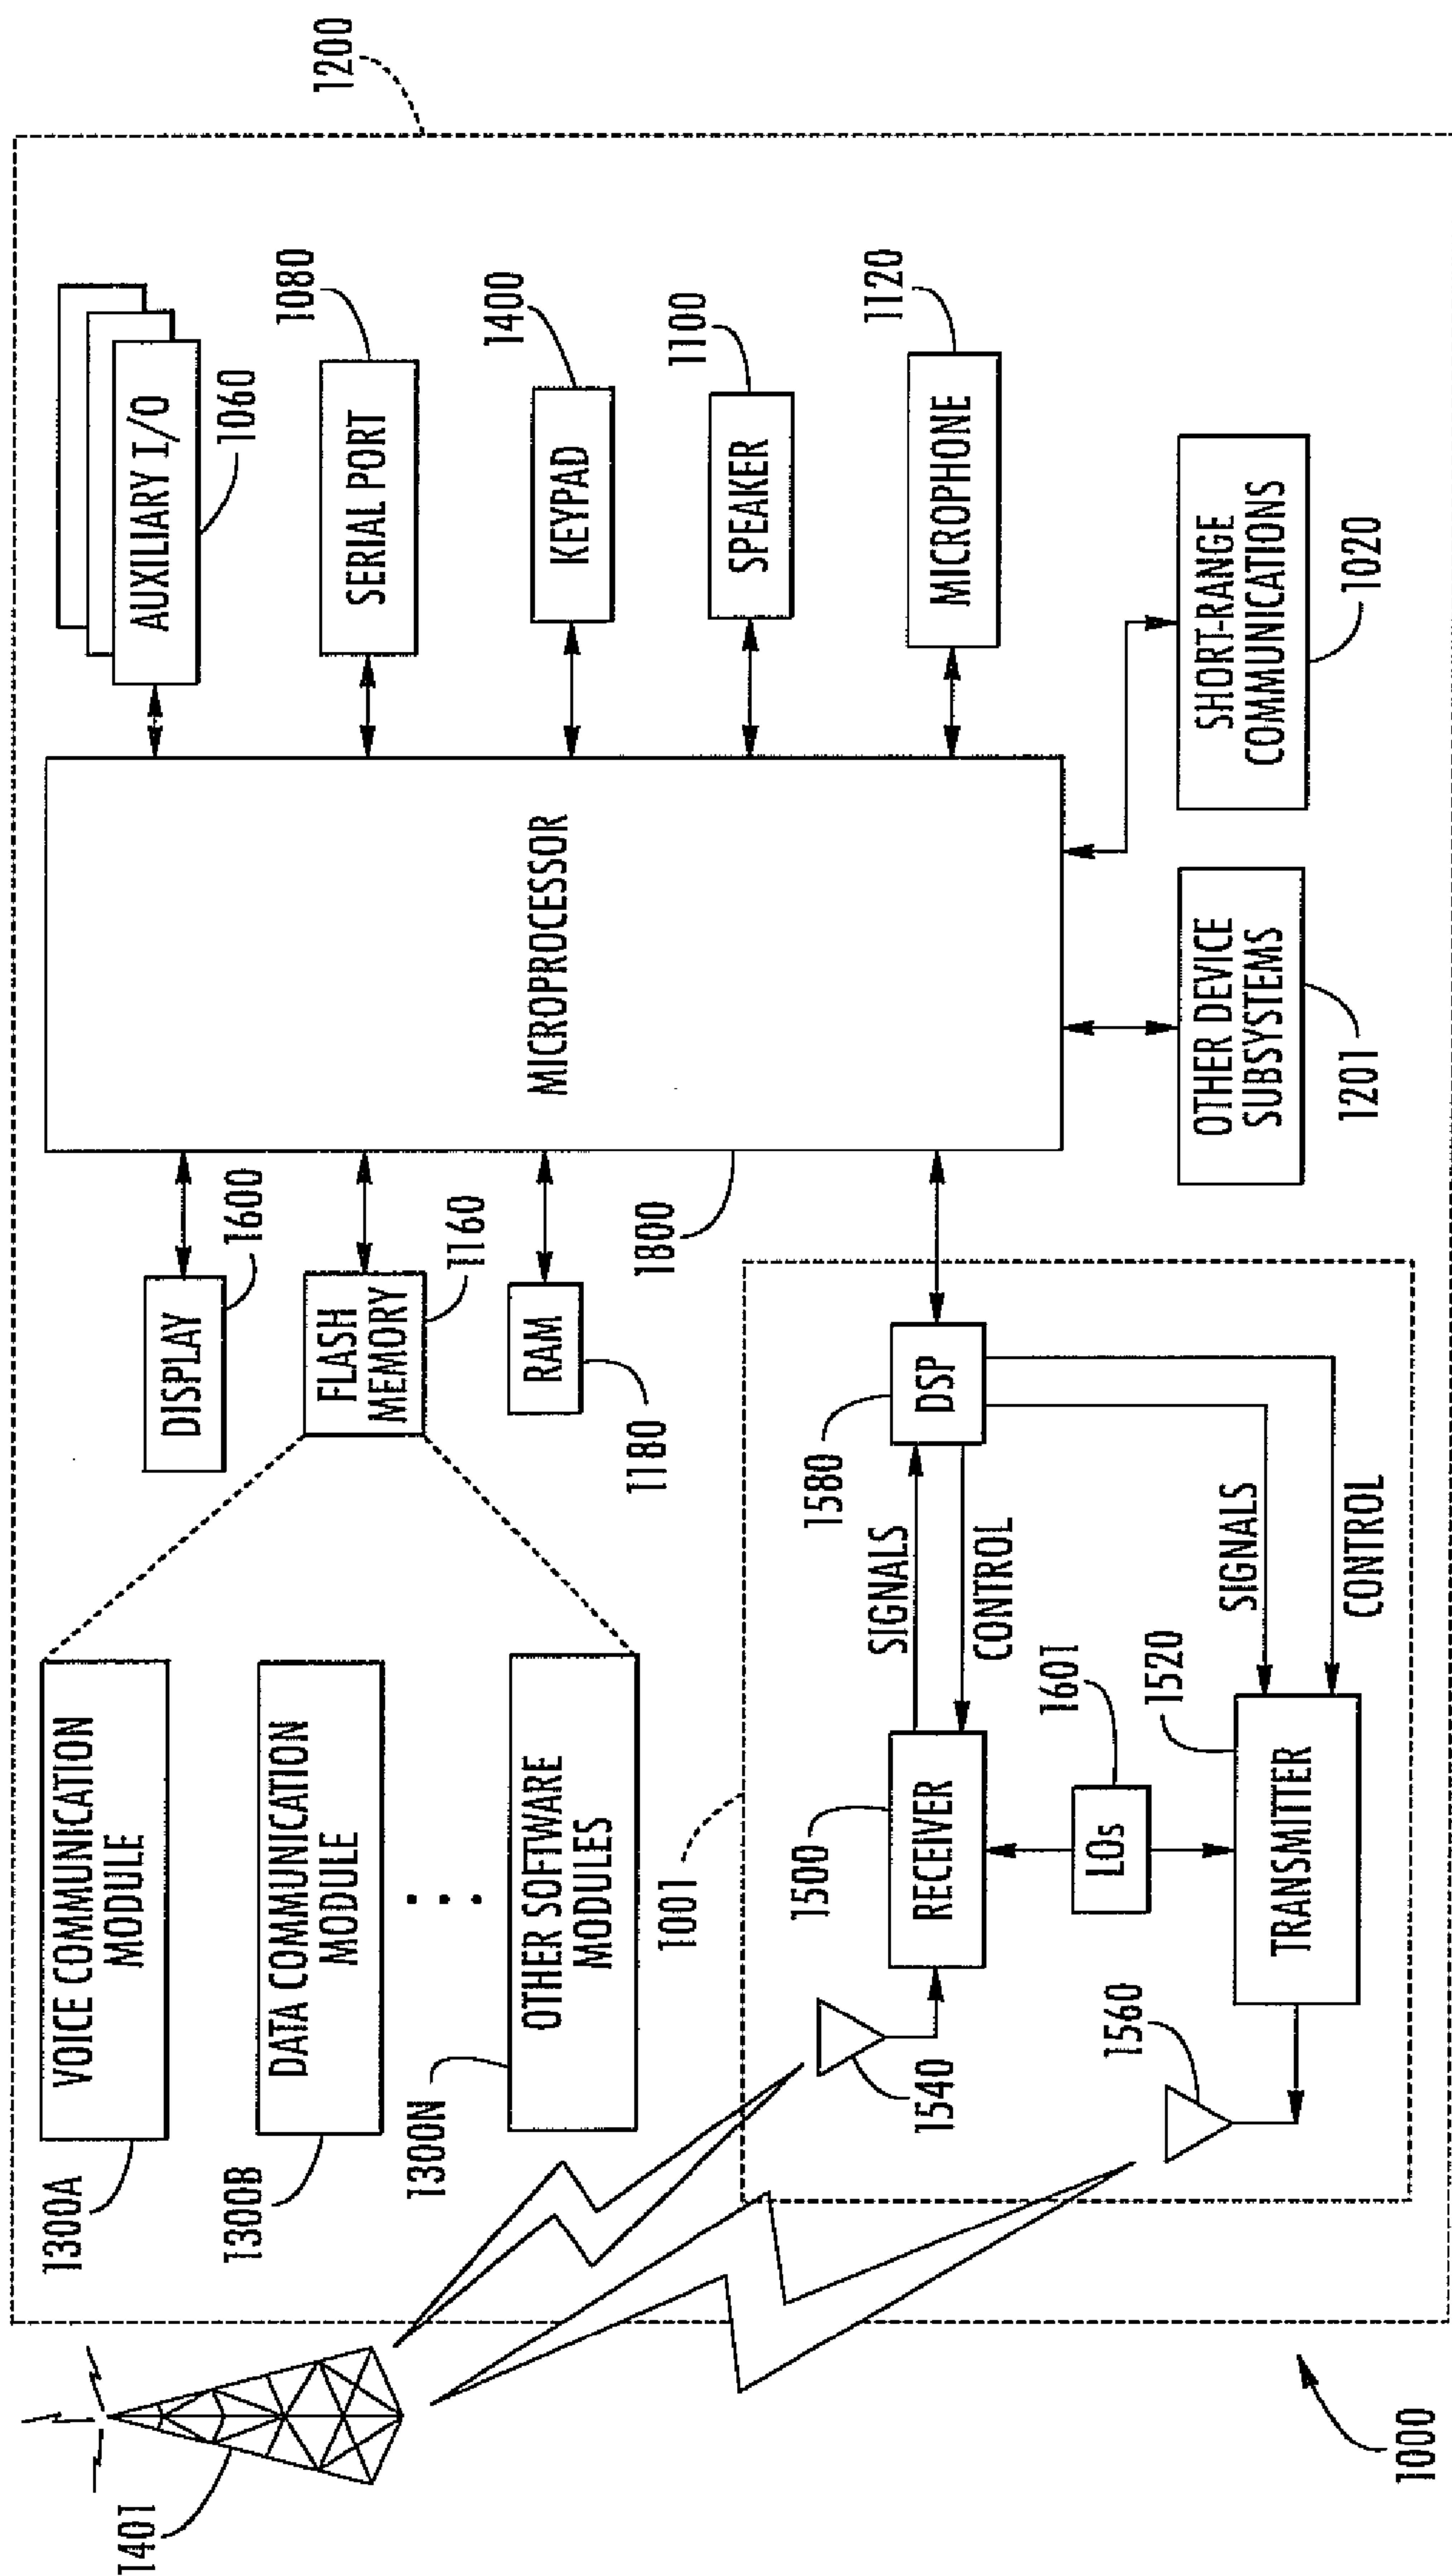 1200
AUXILIARY I/O
1060
SERIAL PORT
1080
KEYPAD
1400
SPEAKER
1100
MICROPHONE
1120
SHORT-RANGE
COMMUNICATIONS
1020
OTHER DEVICE
SUBSYSTEMS
1201
MICROPROCESSOR
1800
DISPLAY
1600
FLASH
MEMORY
1160
RAM
1180
VOICE COMMUNICATION
MODULE
1300A
DATA COMMUNICATION
MODULE
1300B
OTHER SOFTWARE
MODULES
1300N
1001
DSP
1580
SIGNALS
CONTROL
RECEIVER
1500
1540
LOs
1601
SIGNALS
CONTROL
TRANSMITTER
1520
1560
1401
1000